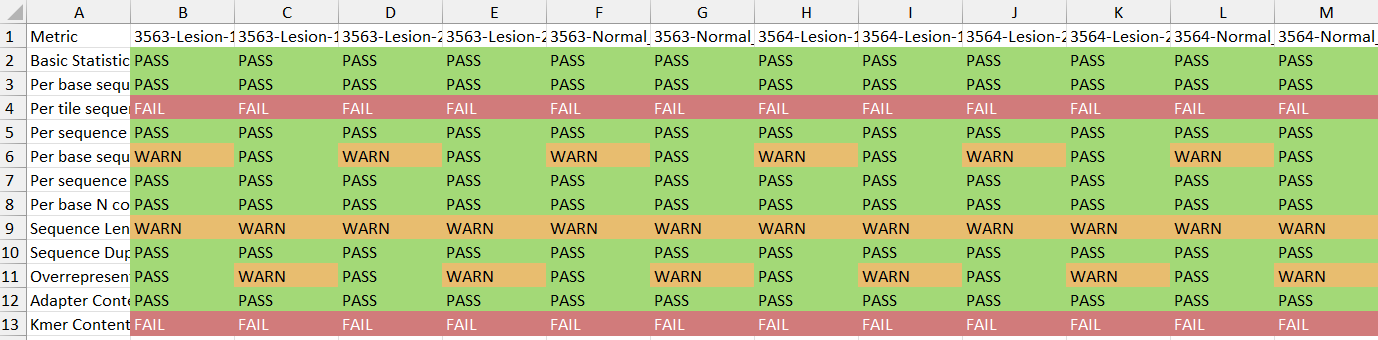 A B C D E F G H I J K L M
1 Metric 3563-Lesion-1 3563-Lesion-1 3563-Lesion-2 3563-Lesion-2 3563-Normal_ 3563-Normal_ 3564-Lesion-1 3564-Lesion-1 3564-Lesion-2 3564-Lesion-2 3564-Normal_ 3564-Normal_
2 Basic Statistic PASS PASS PASS PASS PASS PASS PASS PASS PASS PASS PASS PASS
3 Per base sequ PASS PASS PASS PASS PASS PASS PASS PASS PASS PASS PASS PASS
4 Per tile seque FAIL FAIL FAIL FAIL FAIL FAIL FAIL FAIL FAIL FAIL FAIL FAIL
5 Per sequence PASS PASS PASS PASS PASS PASS PASS PASS PASS PASS PASS PASS
6 Per base sequ WARN PASS WARN PASS WARN PASS WARN PASS WARN PASS WARN PASS
7 Per sequence PASS PASS PASS PASS PASS PASS PASS PASS PASS PASS PASS PASS
8 Per base N co PASS PASS PASS PASS PASS PASS PASS PASS PASS PASS PASS PASS
9 Sequence Len WARN WARN WARN WARN WARN WARN WARN WARN WARN WARN WARN WARN
10 Sequence Dup PASS PASS PASS PASS PASS PASS PASS PASS PASS PASS PASS PASS
11 Overrepresen PASS WARN PASS WARN PASS WARN PASS WARN PASS WARN PASS WARN
12 Adapter Conte PASS PASS PASS PASS PASS PASS PASS PASS PASS PASS PASS PASS
13 Kmer Content FAIL FAIL FAIL FAIL FAIL FAIL FAIL FAIL FAIL FAIL FAIL FAIL